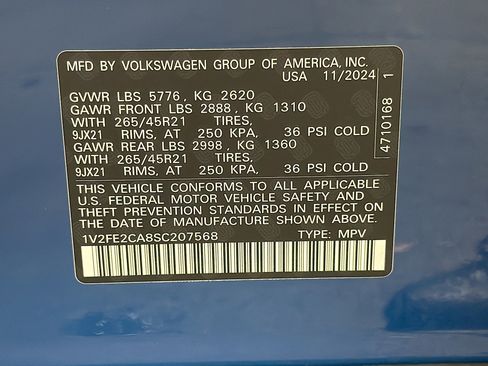 MFD BY VOLKSWAGEN GROUP OF AMERICA, INC.
USA 11/2024
GVWR LBS 5776 , KG 2620
GAWR FRONT LBS 2888 , KG 1310
WITH 265/45R21 TIRES,
9JX21 RIMS, AT 250 KPA, 36 PSI COLD
GAWR REAR LBS 2998 , KG 1360
WITH 265/45R21 TIRES,
9JX21 RIMS, AT 250 KPA, 36 PSI COLD
THIS VEHICLE CONFORMS TO ALL APPLICABLE
U.S. FEDERAL MOTOR VEHICLE SAFETY AND
THEFT PREVENTION STANDARDS IN EFFECT ON
THE DATE OF MANUFACTURE SHOWN ABOVE.
1V2FE2CA8SC207568 TYPE: MPV
4710168 1